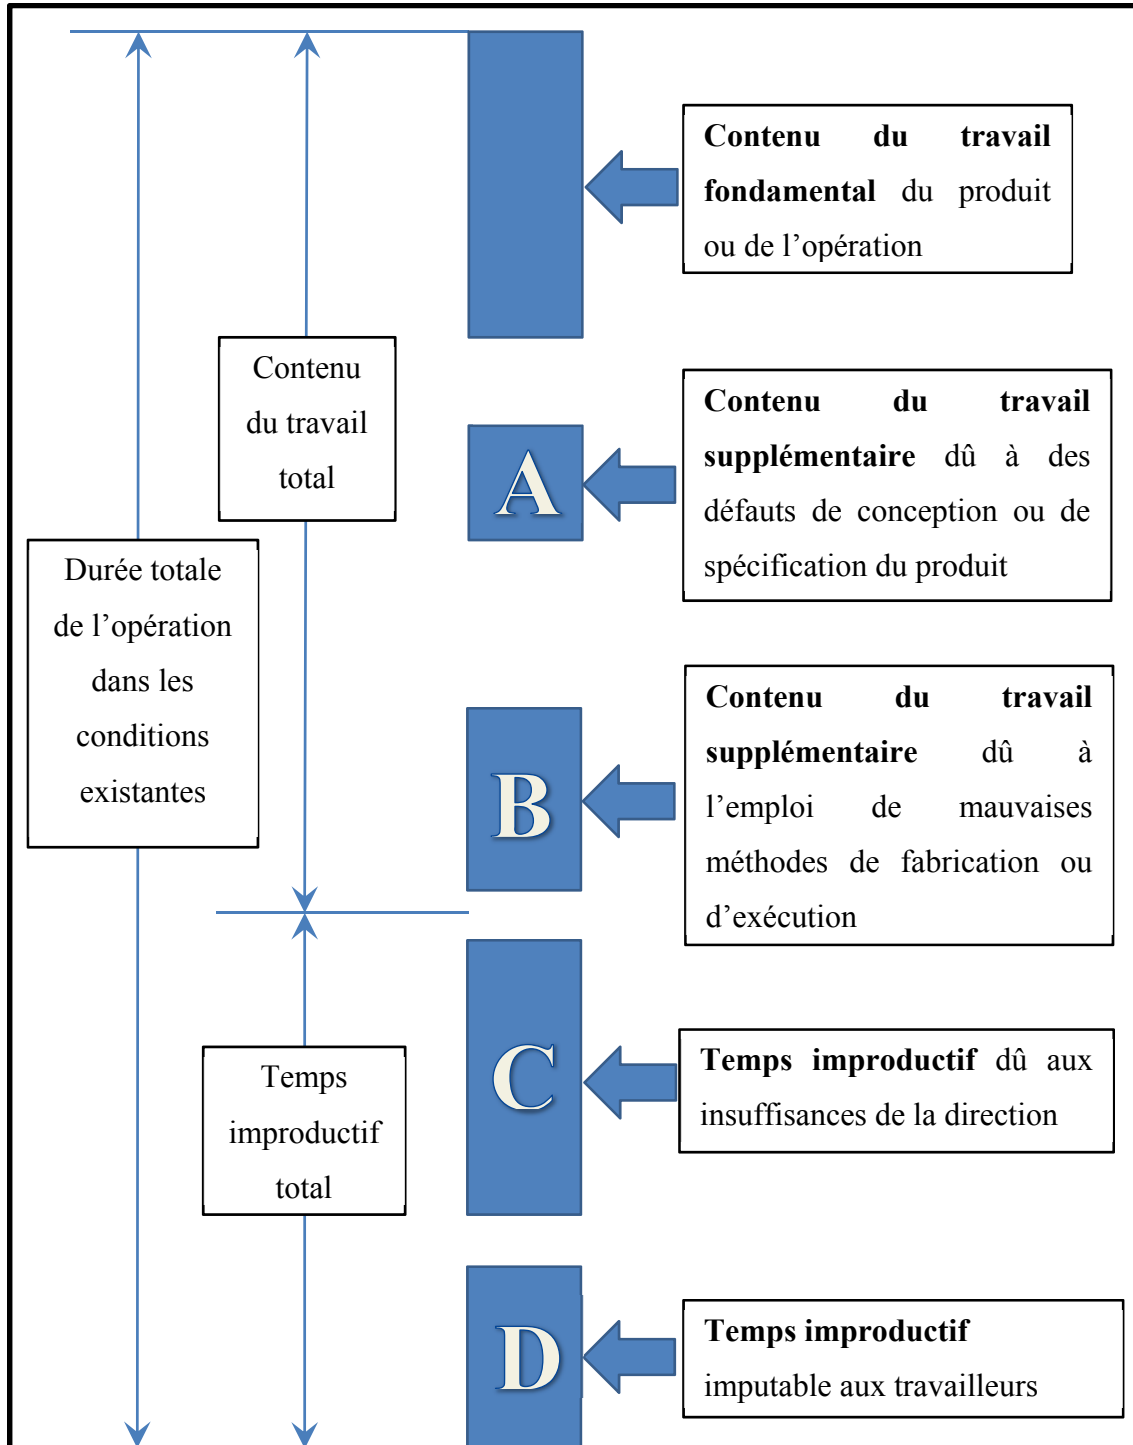 Contenu du travail
fondamental du produit
ou de l’opération
Contenu
du travail
total
Contenu du travail
supplémentaire dû à des
défauts de conception ou de
spécification du produit
A
Durée totale
de l’opération
dans les
conditions
existantes
Contenu du travail
supplémentaire dû à
l’emploi de mauvaises
méthodes de fabrication ou
d’exécution
B
Temps
improductif
total
C
Temps improductif dû aux
insuffisances de la direction
D
Temps improductif
imputable aux travailleurs